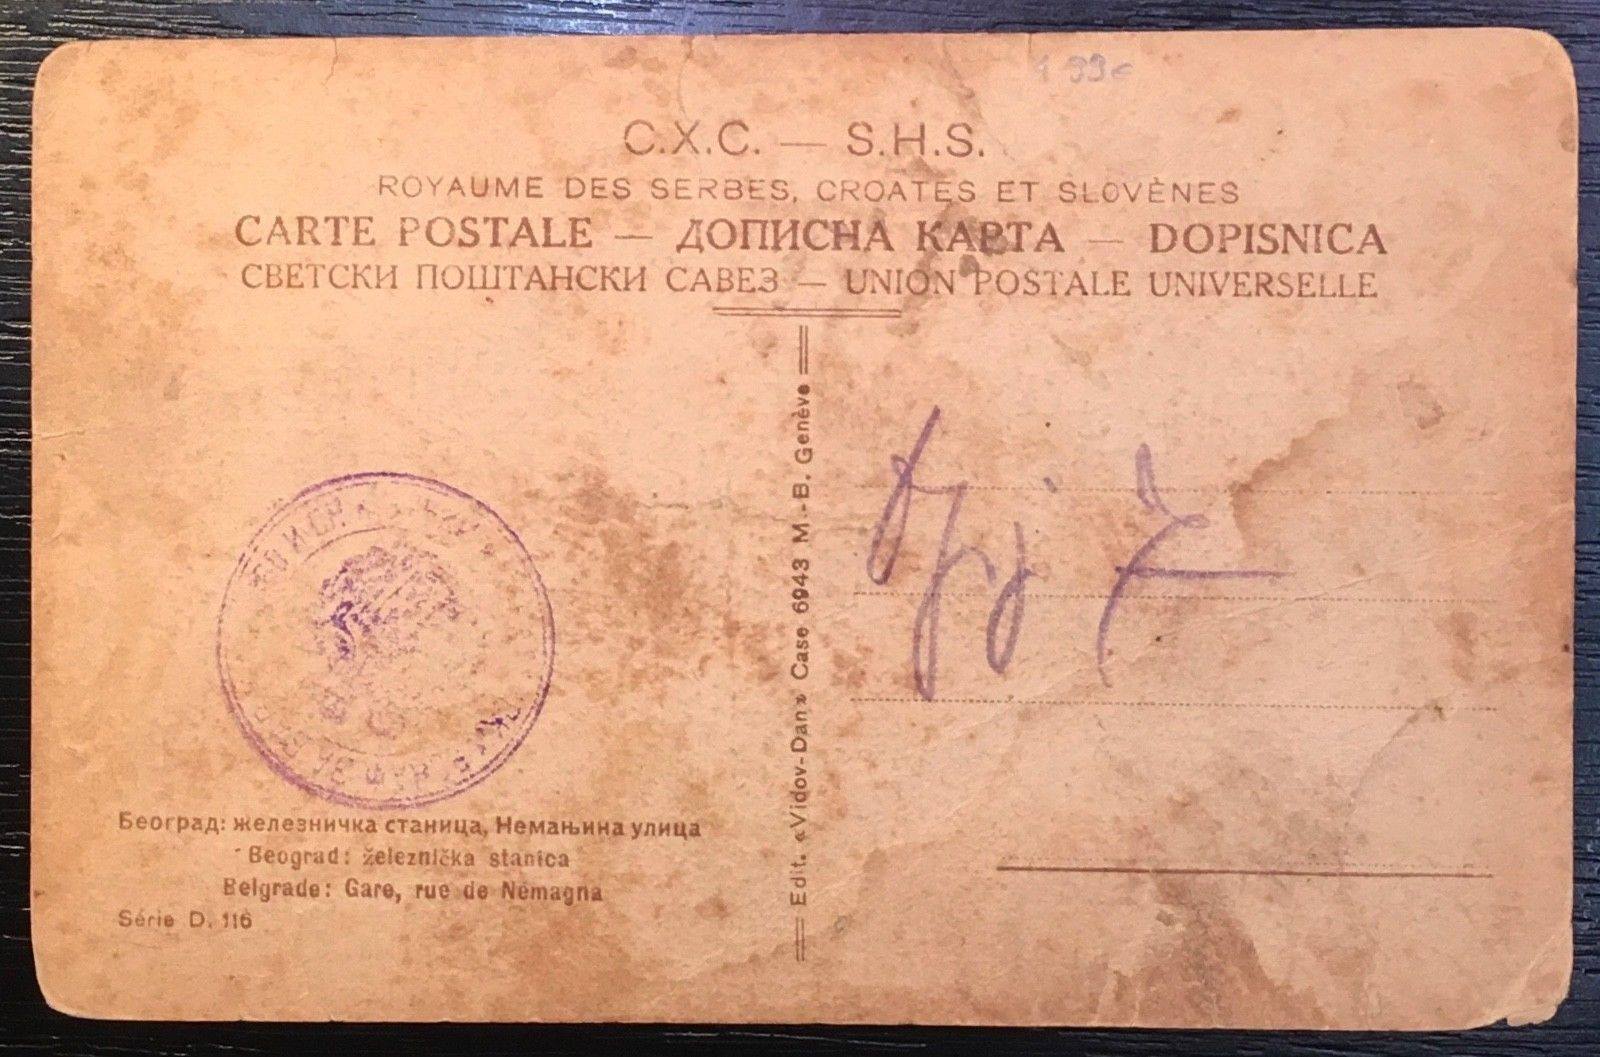 C.X.C. — S.H.S.
ROYAUME DES SERBES, CROATES ET SLOVÈNES
CARTE POSTALE — ДОПИСНА КАРТА — DOPISNICA
СВЕТСКИ ПОШТАНСКИ САВЕЗ — UNION POSTALE UNIVERSELLE
Edit. «Vidov-Dan» Case 6943 M.-B. Genève
Београд: железничка станица, Немањина улица
Beograd: železnička stanica
Belgrade: Gare, rue de Némagna
Série D. 116